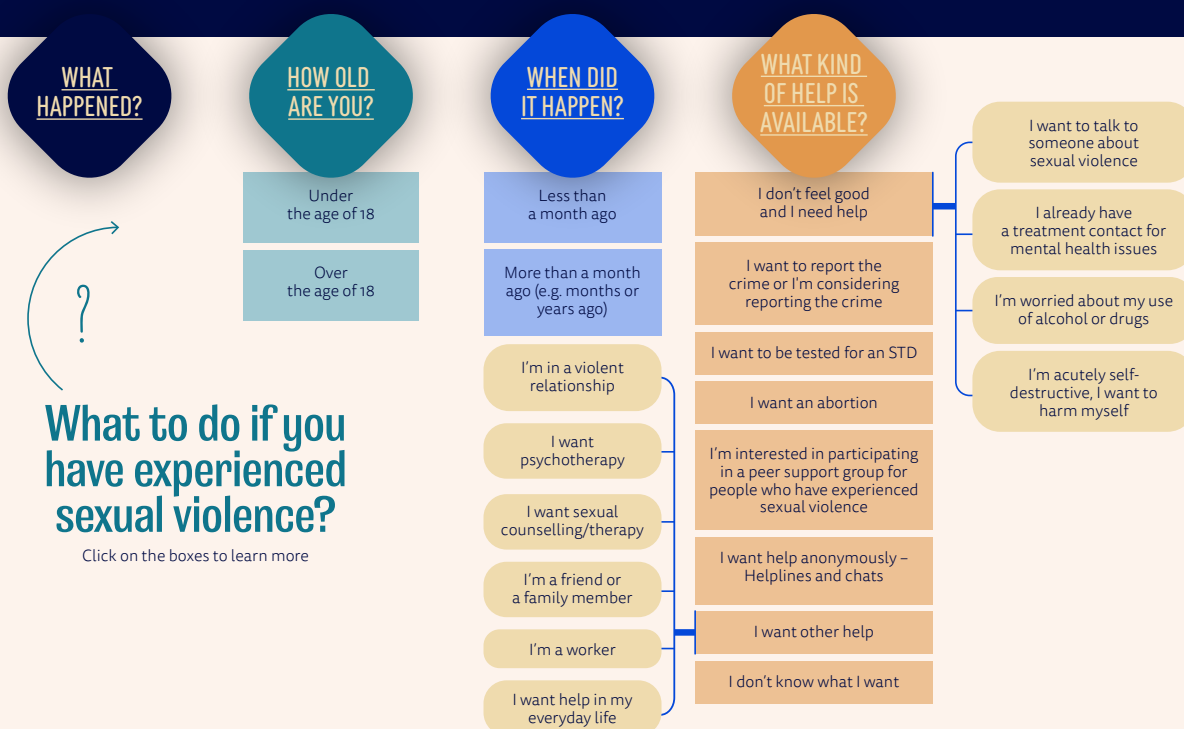 WHAT
HAPPENED?
HOW OLD
ARE YOU?
WHEN DID
IT HAPPEN?
WHAT KIND
OF HELP IS
AVAILABLE?
Under
the age of 18
Over
the age of 18
Less than
a month ago
More than a month
ago (e.g. months or
years ago)
I'm in a violent
relationship
I want
psychotherapy
I want sexual
counselling/therapy
I'm a friend or
a family member
I'm a worker
I want help in my
everyday life
I don't feel good
and I need help
I want to report the
crime or I'm considering
reporting the crime
I want to be tested for an STD
I want an abortion
I'm interested in participating
in a peer support group for
people who have experienced
sexual violence
I want help anonymously –
Helplines and chats
I want other help
I don't know what I want
I want to talk to
someone about
sexual violence
I already have
a treatment contact for
mental health issues
I'm worried about my use
of alcohol or drugs
I'm acutely self-
destructive, I want to
harm myself
?
What to do if you
have experienced
sexual violence?
Click on the boxes to learn more